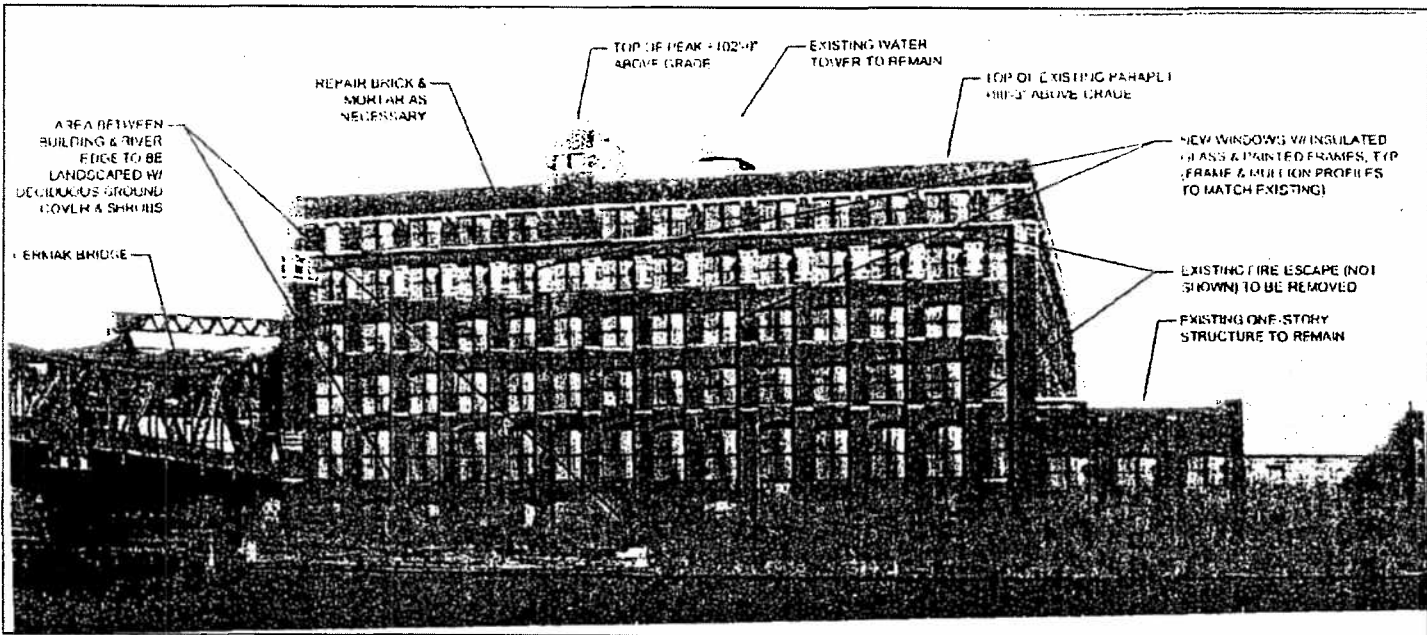 TOP OF PEAK
ABOVE GRADE
EXISTING WATER
TOWER TO REMAIN
REPAIR BRICK &
MORTAR AS
NECESSARY
TOP OF EXISTING PARAPET
ABOVE GRADE
AREA BETWEEN
BUILDING & RIVER
EDGE TO BE
LANDSCAPED W/
DECIDUOUS GROUND
COVER & SHRUBS
NEW WINDOWS W/ INSULATED
GLASS & PAINTED FRAMES, TYP
(FRAME & MULLION PROFILES
TO MATCH EXISTING)
CERMAK BRIDGE
EXISTING FIRE ESCAPE (NOT
SHOWN) TO BE REMOVED
EXISTING ONE-STORY
STRUCTURE TO REMAIN